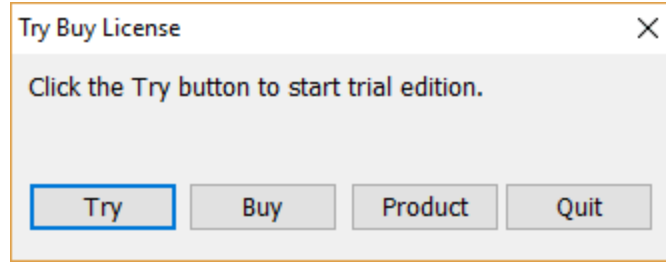 Try Buy License
Click the Try button to start trial edition.
Try Buy Product Quit